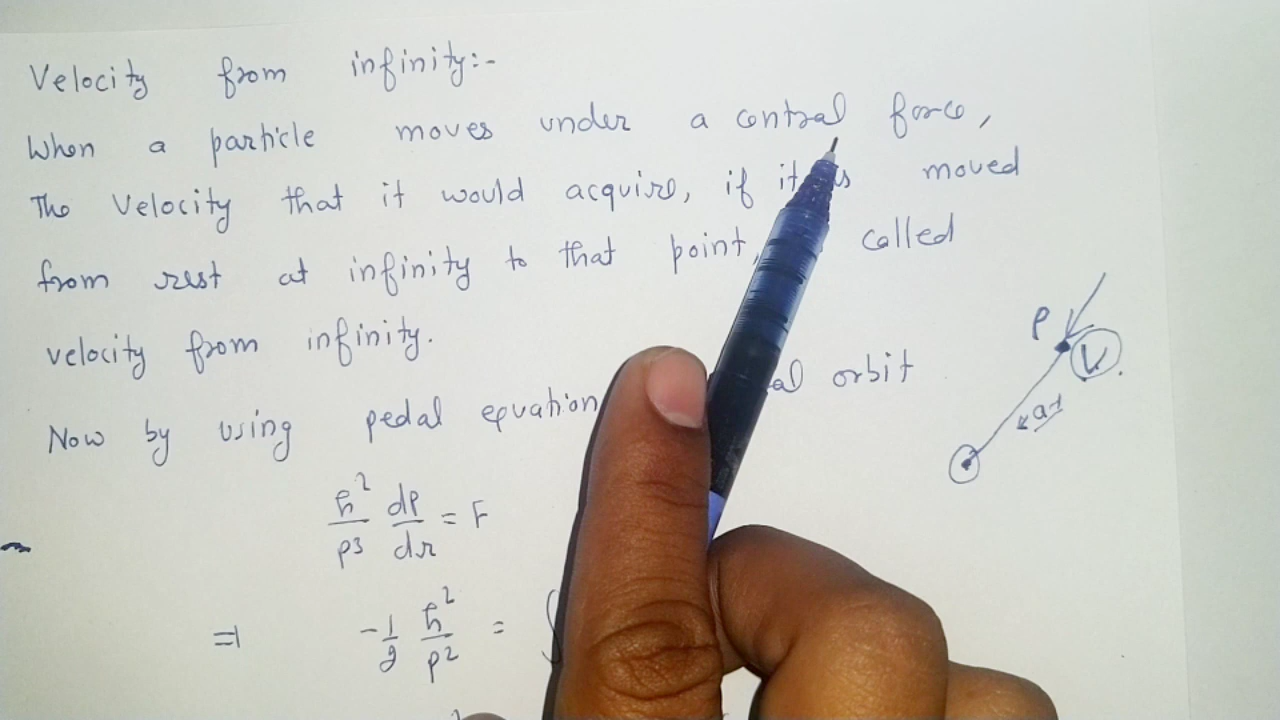 Velocity from infinity:-
When a particle moves under a central force,
The Velocity that it would acquire, if it is moved
from rest at infinity to that point, called
velocity from infinity.
Now by using pedal equation al orbit
h²/p³ dp/dr = F
⇒ -1/2 h²/p² = ∫
P
V